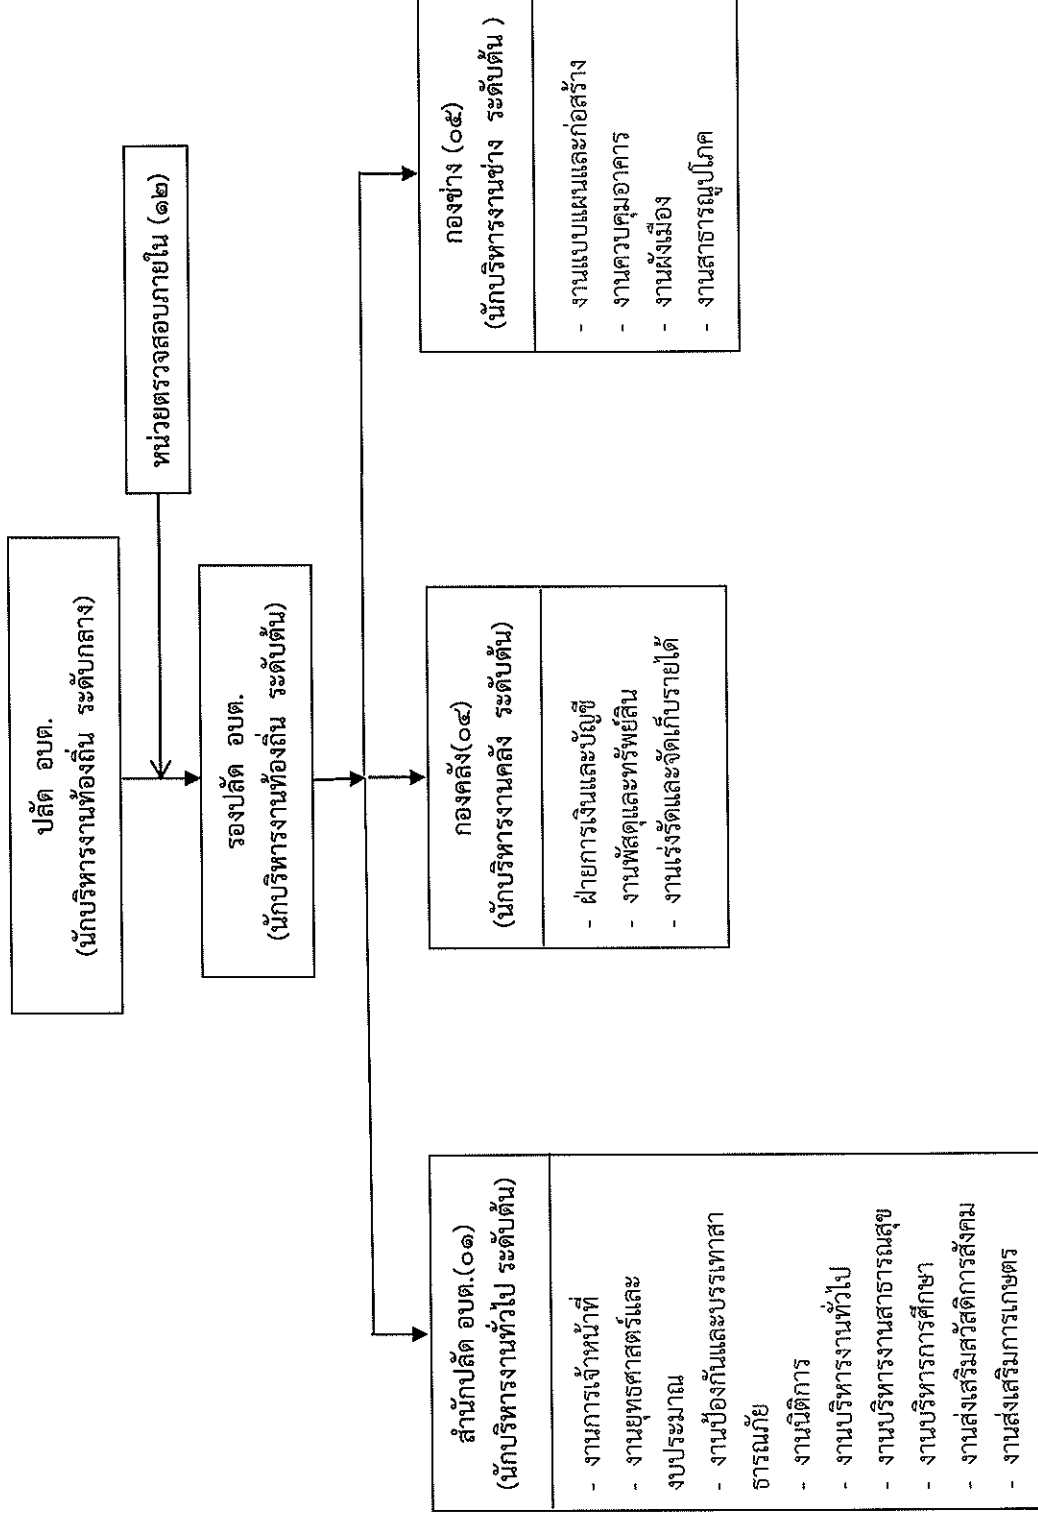 ปลัด อบต.
(นักบริหารงานท้องถิ่น ระดับกลาง)
หน่วยตรวจสอบภายใน (๑๒)
รองปลัด อบต.
(นักบริหารงานท้องถิ่น ระดับต้น)
สำนักปลัด อบต.(๐๑)
(นักบริหารงานทั่วไป ระดับต้น)
- งานการเจ้าหน้าที่
- งานยุทธศาสตร์และ
งบประมาณ
- งานป้องกันและบรรเทาสา
ธารณภัย
- งานนิติการ
- งานบริหารงานทั่วไป
- งานบริหารงานสาธารณสุข
- งานบริหารการศึกษา
- งานส่งเสริมสวัสดิการสังคม
- งานส่งเสริมการเกษตร
กองคลัง(๐๔)
(นักบริหารงานคลัง ระดับต้น)
- ฝ่ายการเงินและบัญชี
- งานพัสดุและทรัพย์สิน
- งานเร่งรัดและจัดเก็บรายได้
กองช่าง (๐๕)
(นักบริหารงานช่าง ระดับต้น )
- งานแบบแผนและก่อสร้าง
- งานควบคุมอาคาร
- งานผังเมือง
- งานสาธารณูปโภค